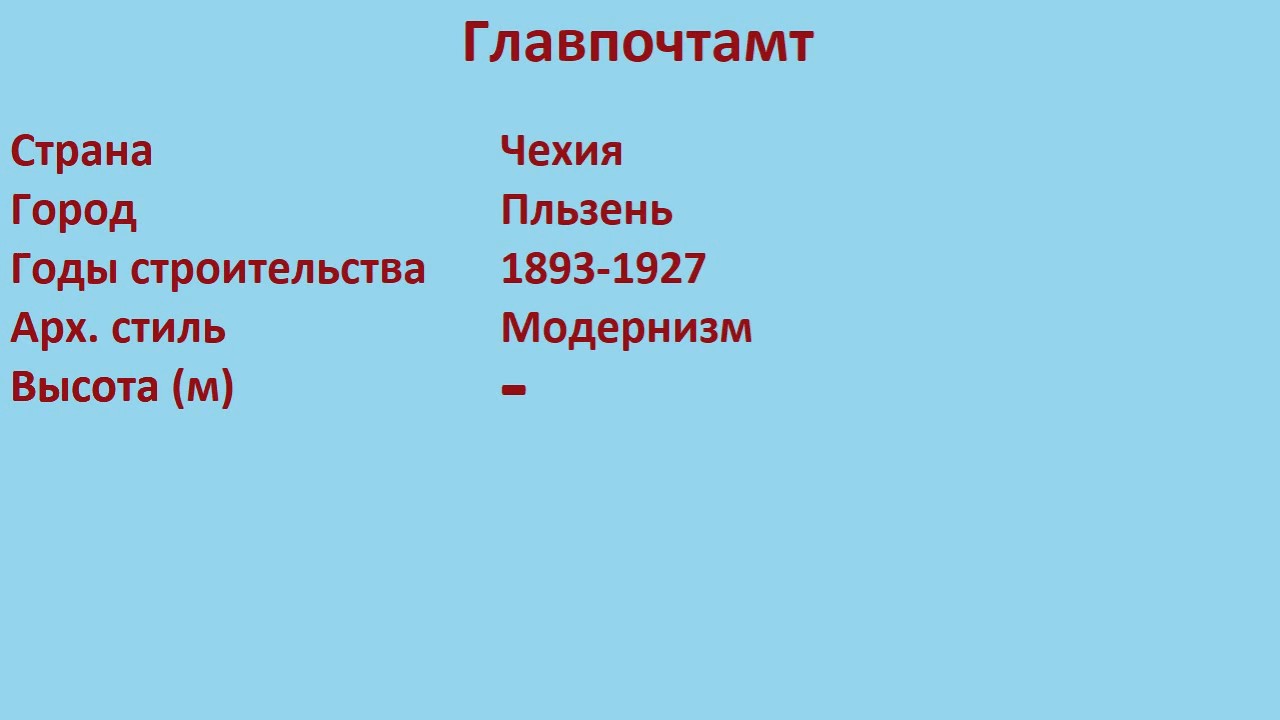 Главпочтамт
Страна Чехия
Город Пльзень
Годы строительства 1893-1927
Арх. стиль Модернизм
Высота (м) -